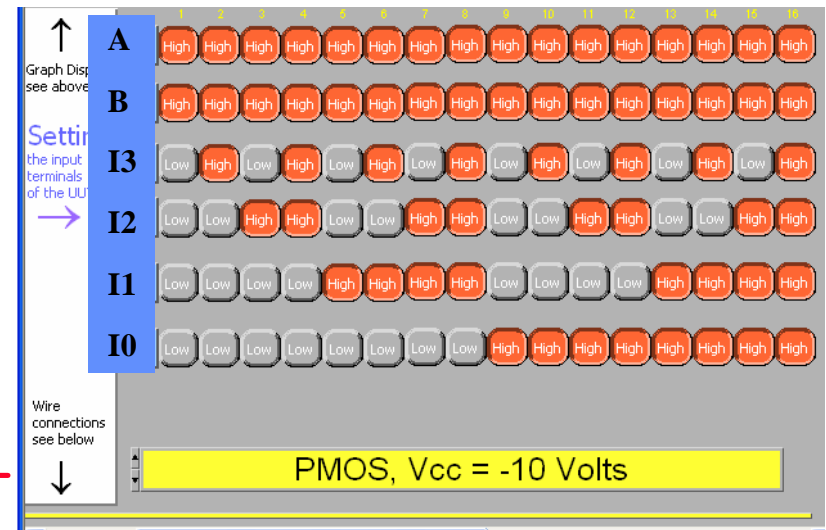 1 2 3 4 5 6 7 8 9 10 11 12 13 14 15 16
A High High High High High High High High High High High High High High High High
Graph Disp
see above
B High High High High High High High High High High High High High High High High
Settin
the input
terminals
of the UU
I3 Low High Low High Low High Low High Low High Low High Low High Low High
I2 Low Low High High Low Low High High Low Low High High Low Low High High
I1 Low Low Low Low High High High High Low Low Low Low High High High High
I0 Low Low Low Low Low Low Low Low High High High High High High High High
Wire
connections
see below
PMOS, Vcc = -10 Volts